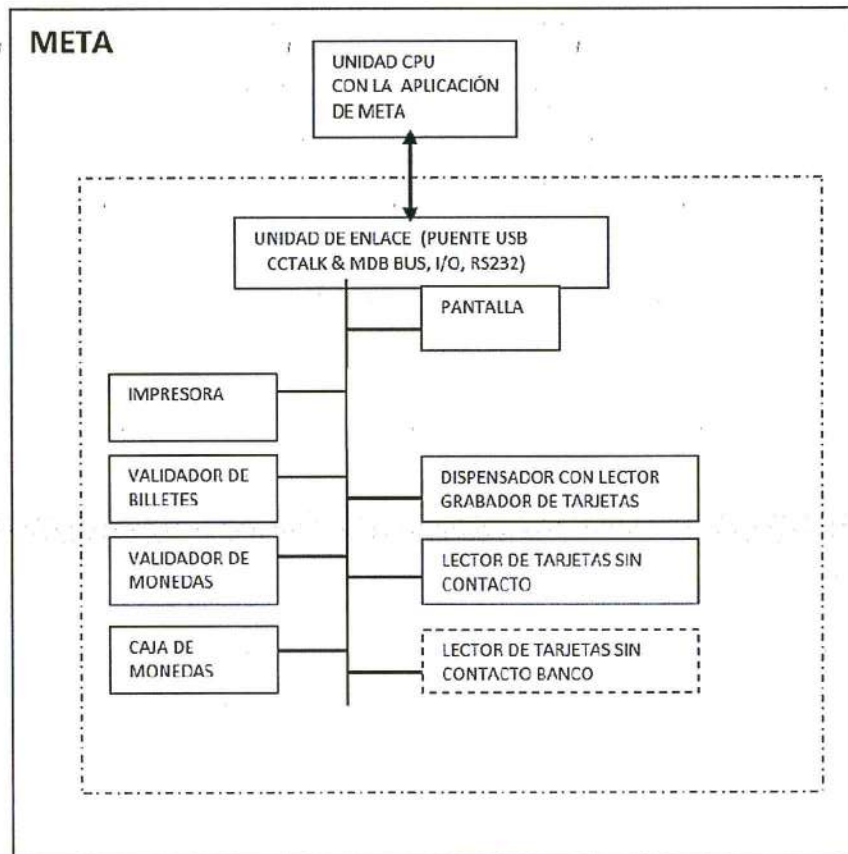 META
UNIDAD CPU
CON LA APLICACIÓN
DE META
UNIDAD DE ENLACE (PUENTE USB
CCTALK & MDB BUS, I/O, RS232)
PANTALLA
IMPRESORA
VALIDADOR DE
BILLETES
DISPENSADOR CON LECTOR
GRABADOR DE TARJETAS
VALIDADOR DE
MONEDAS
LECTOR DE TARJETAS SIN
CONTACTO
CAJA DE
MONEDAS
LECTOR DE TARJETAS SIN
CONTACTO BANCO